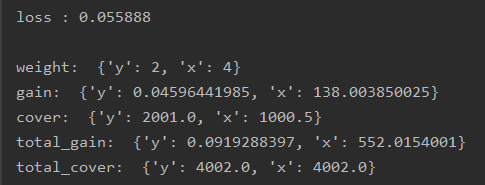 loss : 0.055888
weight:  {'y': 2, 'x': 4}
gain:  {'y': 0.04596441985, 'x': 138.003850025}
cover:  {'y': 2001.0, 'x': 1000.5}
total_gain:  {'y': 0.0919288397, 'x': 552.0154001}
total_cover:  {'y': 4002.0, 'x': 4002.0}